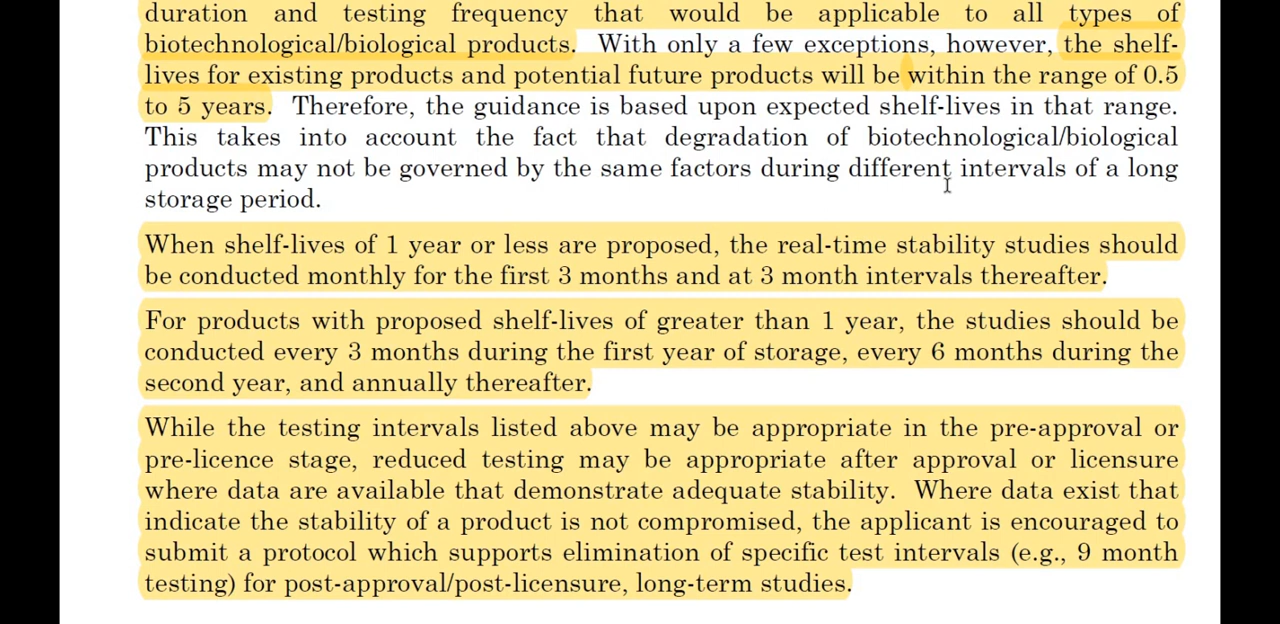 duration and testing frequency that would be applicable to all types of
biotechnological/biological products. With only a few exceptions, however, the shelf-
lives for existing products and potential future products will be within the range of 0.5
to 5 years. Therefore, the guidance is based upon expected shelf-lives in that range.
This takes into account the fact that degradation of biotechnological/biological
products may not be governed by the same factors during different intervals of a long
storage period.
When shelf-lives of 1 year or less are proposed, the real-time stability studies should
be conducted monthly for the first 3 months and at 3 month intervals thereafter.
For products with proposed shelf-lives of greater than 1 year, the studies should be
conducted every 3 months during the first year of storage, every 6 months during the
second year, and annually thereafter.
While the testing intervals listed above may be appropriate in the pre-approval or
pre-licence stage, reduced testing may be appropriate after approval or licensure
where data are available that demonstrate adequate stability. Where data exist that
indicate the stability of a product is not compromised, the applicant is encouraged to
submit a protocol which supports elimination of specific test intervals (e.g., 9 month
testing) for post-approval/post-licensure, long-term studies.